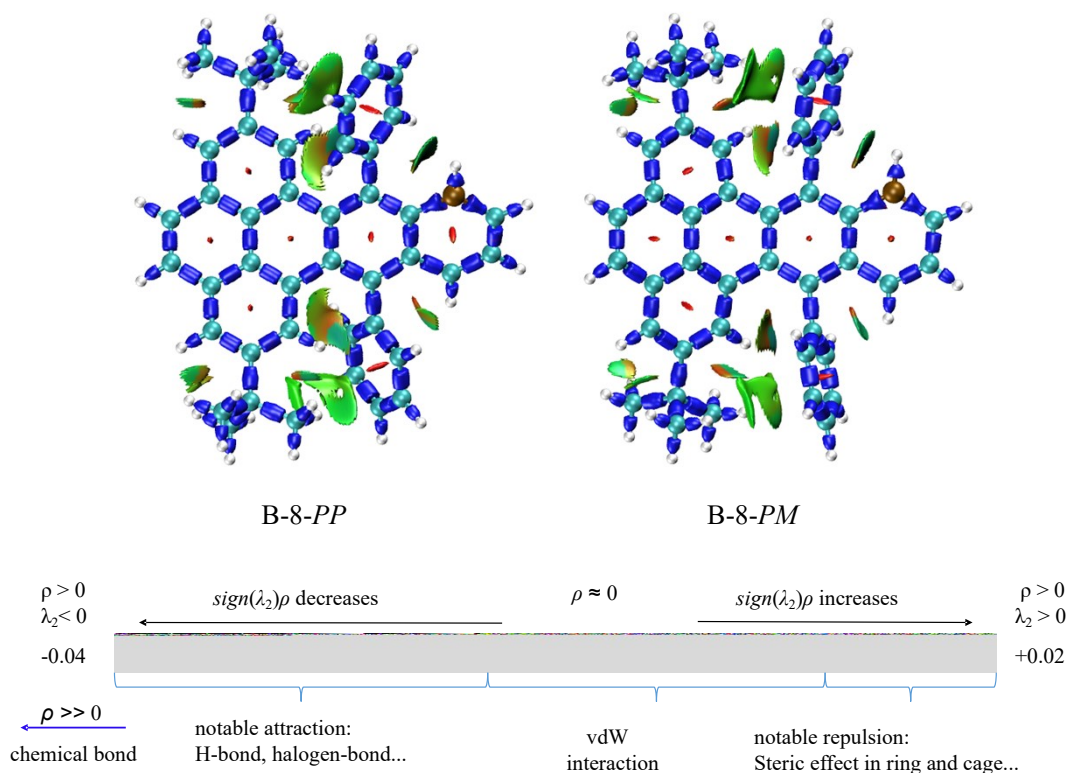 B-8-PP
B-8-PM
ρ > 0
λ₂< 0
-0.04
sign(λ₂)ρ decreases
ρ ≈ 0
sign(λ₂)ρ increases
ρ > 0
λ₂ > 0
+0.02
ρ >> 0
chemical bond
notable attraction:
H-bond, halogen-bond...
vdW
interaction
notable repulsion:
Steric effect in ring and cage...